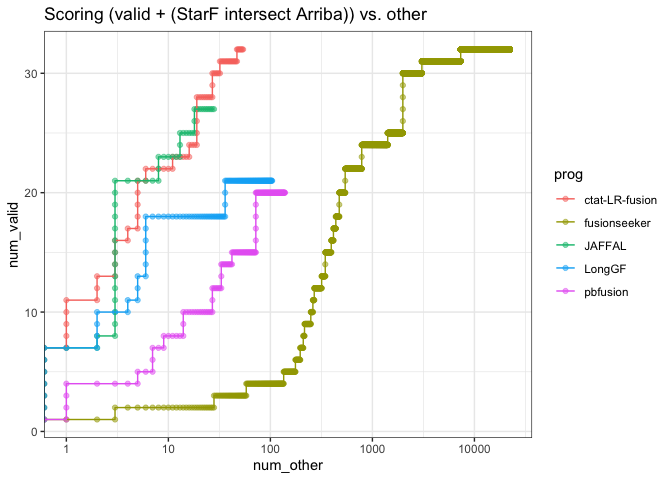 Scoring (valid + (StarF intersect Arriba)) vs. other
num_valid
30
20
10
0
1
10
100
1000
10000
num_other
prog
ctat-LR-fusion
fusionseeker
JAFFAL
LongGF
pbfusion